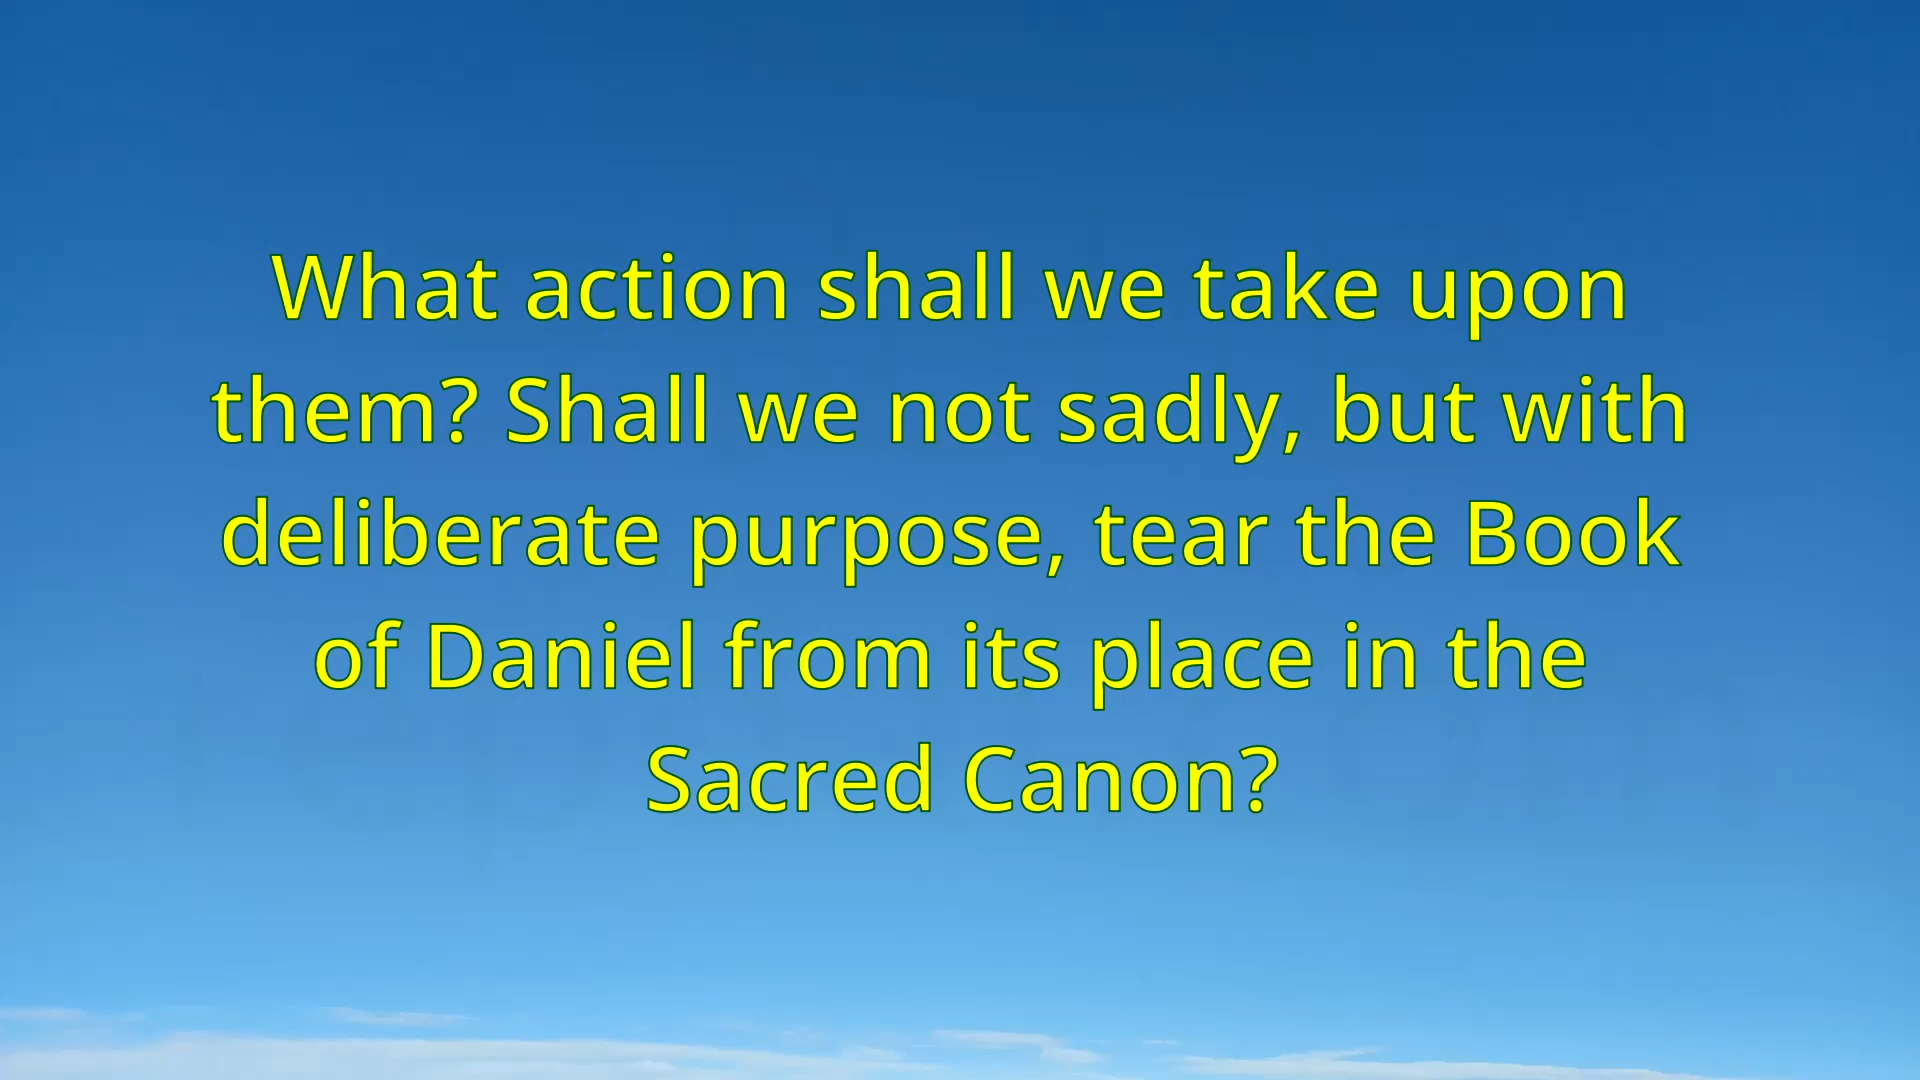 What action shall we take upon
them? Shall we not sadly, but with
deliberate purpose, tear the Book
of Daniel from its place in the
Sacred Canon?